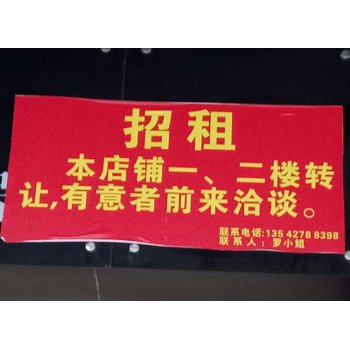 招租
本店铺一、二楼转
让,有意者前来洽谈。
联系电话:135 4278 8398
联系人:罗小姐